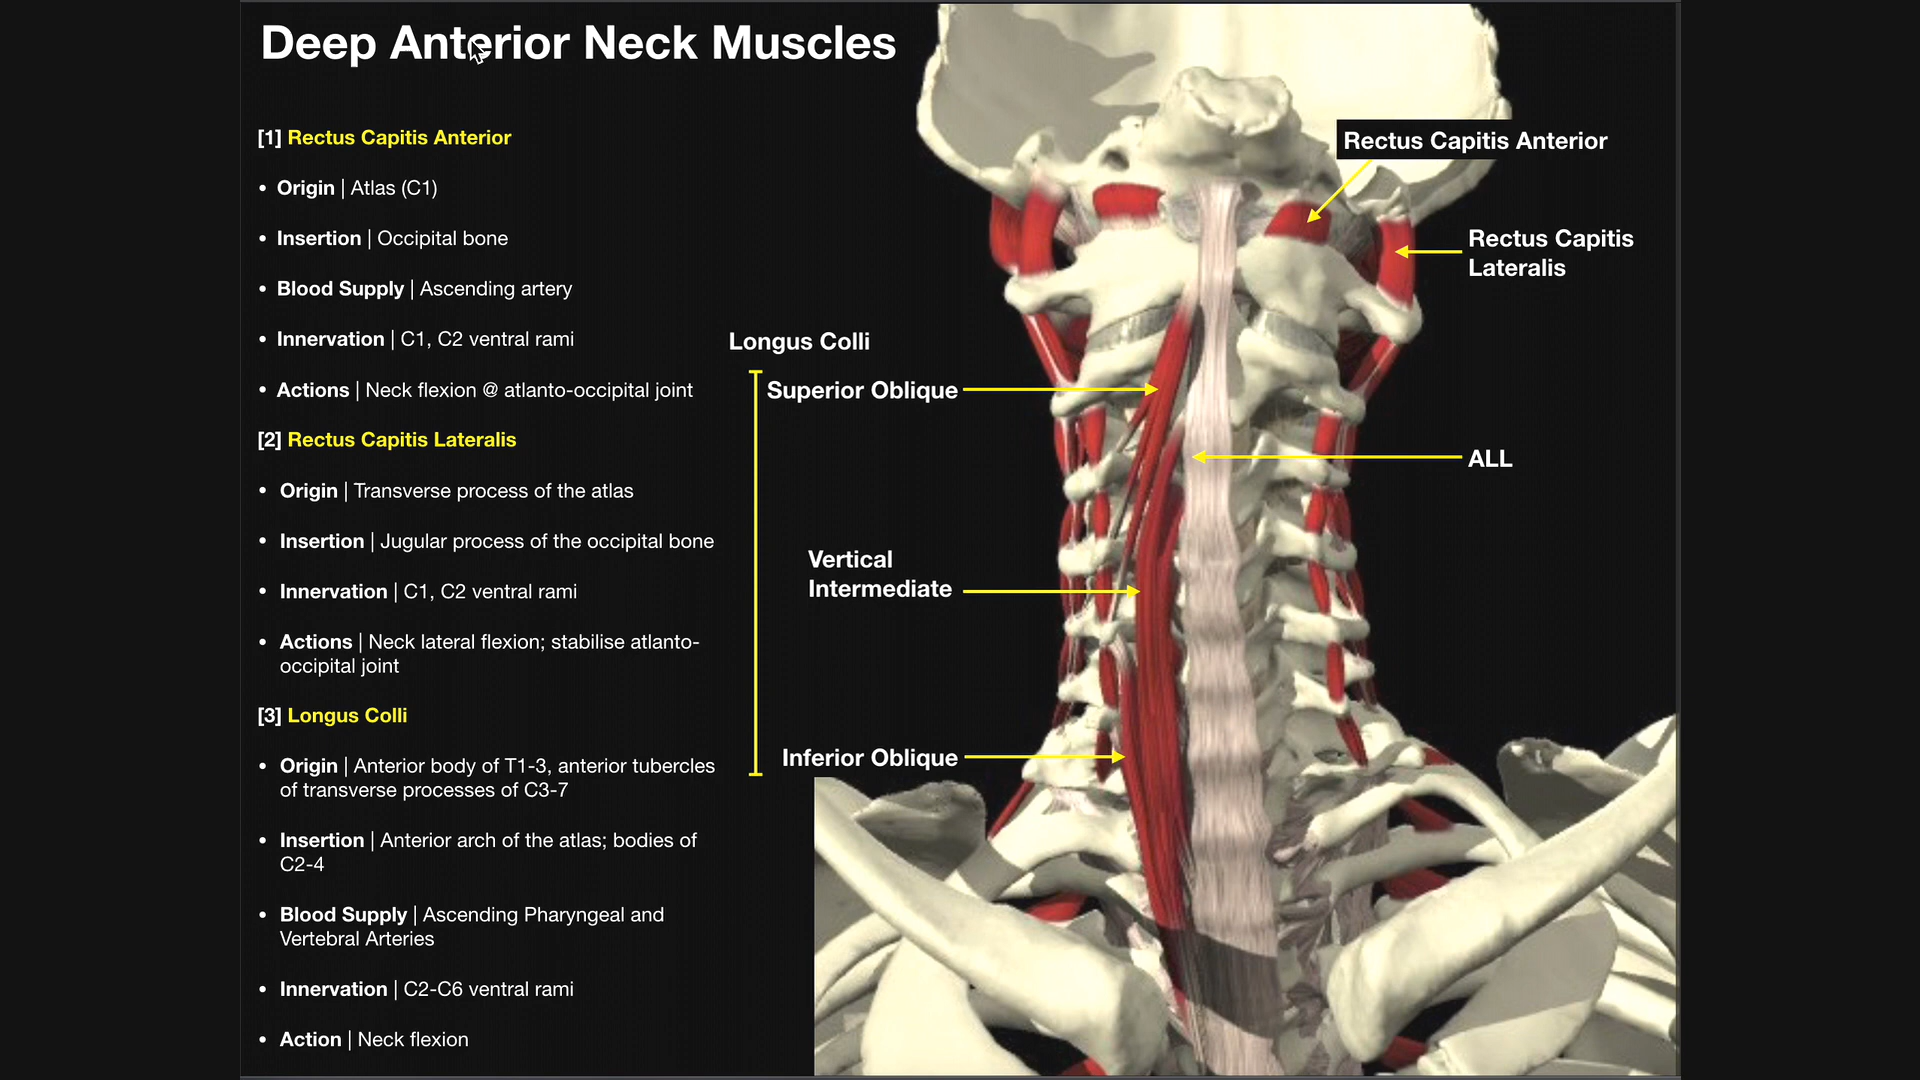 Deep Anterior Neck Muscles
[1] Rectus Capitis Anterior
• Origin | Atlas (C1)
• Insertion | Occipital bone
• Blood Supply | Ascending artery
• Innervation | C1, C2 ventral rami
• Actions | Neck flexion @ atlanto-occipital joint
[2] Rectus Capitis Lateralis
• Origin | Transverse process of the atlas
• Insertion | Jugular process of the occipital bone
• Innervation | C1, C2 ventral rami
• Actions | Neck lateral flexion; stabilise atlanto-
occipital joint
[3] Longus Colli
• Origin | Anterior body of T1-3, anterior tubercles
of transverse processes of C3-7
• Insertion | Anterior arch of the atlas; bodies of
C2-4
• Blood Supply | Ascending Pharyngeal and
Vertebral Arteries
• Innervation | C2-C6 ventral rami
• Action | Neck flexion
Longus Colli
Superior Oblique
Vertical
Intermediate
Inferior Oblique
Rectus Capitis Anterior
Rectus Capitis
Lateralis
ALL